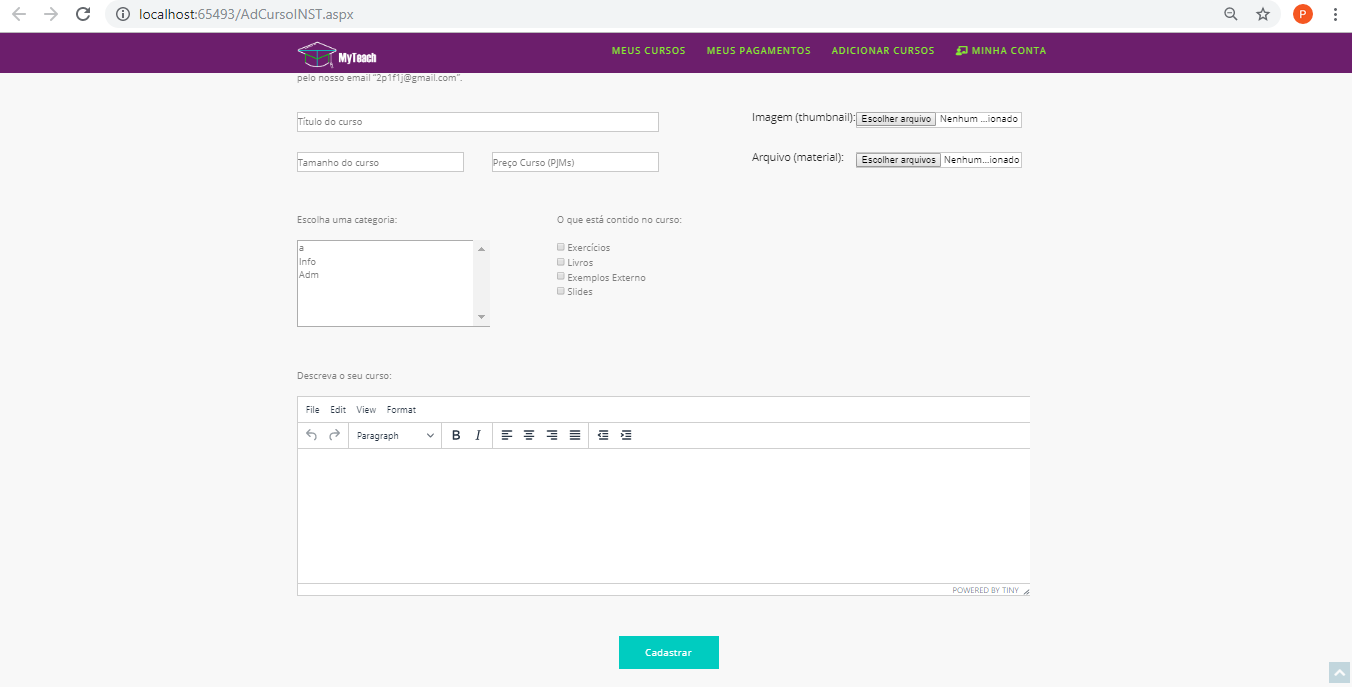 localhost:65493/AdCursoINST.aspx
P
MyTeach
MEUS CURSOS
MEUS PAGAMENTOS
ADICIONAR CURSOS
MINHA CONTA
pelo nosso email "2p1f1j@gmail.com".
Título do curso
Imagem (thumbnail):
Escolher arquivo
Nenhum ...ionado
Tamanho do curso
Preço Curso (PJMs)
Arquivo (material):
Escolher arquivos
Nenhum...ionado
Escolha uma categoria:
O que está contido no curso:
a
Info
Adm
Exercícios
Livros
Exemplos Externo
Slides
Descreva o seu curso:
File Edit View Format
Paragraph
B I
POWERED BY TINY
Cadastrar